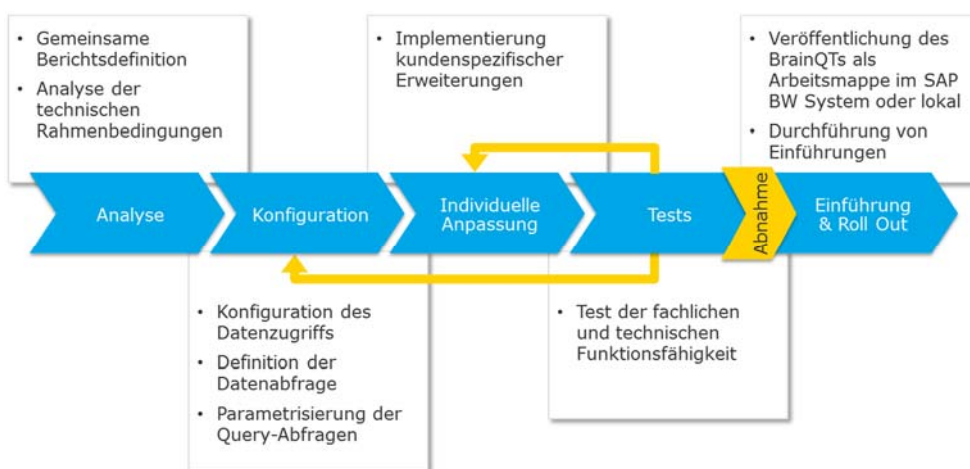 • Gemeinsame
Berichtsdefinition
• Analyse der
technischen
Rahmenbedingungen
• Implementierung
kundenspezifischer
Erweiterungen
• Veröffentlichung des
BrainQTs als
Arbeitsmappe im SAP
BW System oder lokal
• Durchführung von
Einführungen
Analyse
Konfiguration
Individuelle
Anpassung
Tests
Abnahme
Einführung
& Roll Out
• Konfiguration des
Datenzugriffs
• Definition der
Datenabfrage
• Parametrisierung der
Query-Abfragen
• Test der fachlichen
und technischen
Funktionsfähigkeit